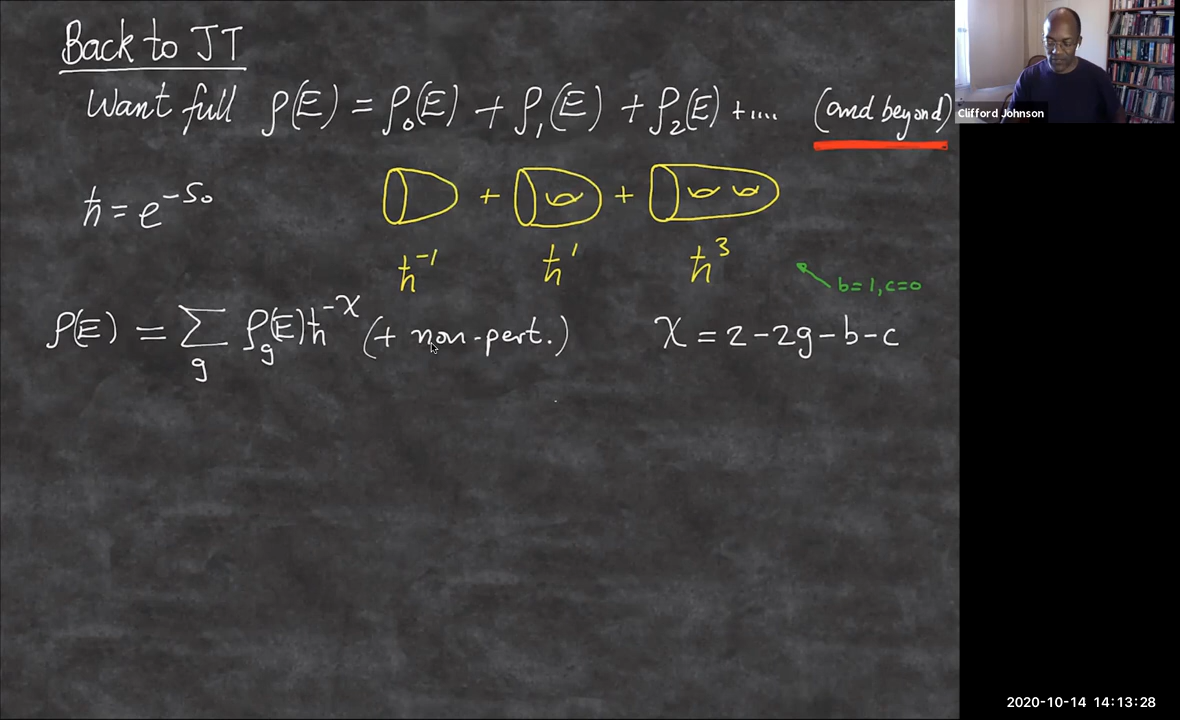 Back to JT
Want full ρ(E) = ρ₀(E) + ρ₁(E) + ρ₂(E) + .... (and beyond)
Clifford Johnson
ħ = e^{-S₀}
+ +
ħ⁻¹ ħ¹ ħ³
b=1, c=0
ρ(E) = Σ_g ρ_g(E) ħ^{-χ} (+ non-pert.) χ = 2-2g-b-c
2020-10-14 14:13:28